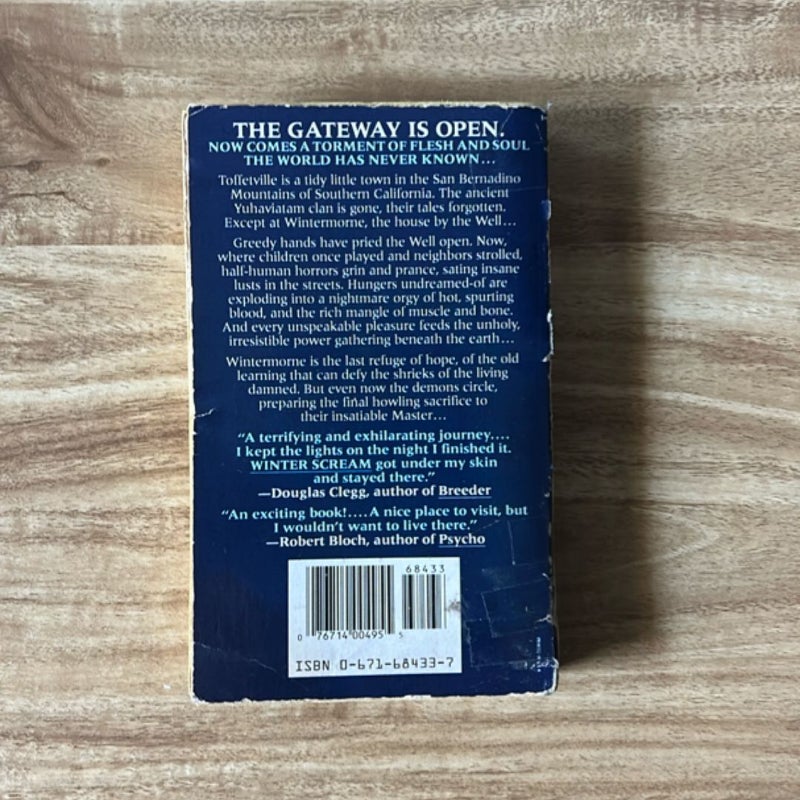 THE GATEWAY IS OPEN.
NOW COMES A TORMENT OF FLESH AND SOUL
THE WORLD HAS NEVER KNOWN...
Toffetville is a tidy little town in the San Bernadino
Mountains of Southern California. The ancient
Yuhaviatam clan is gone, their tales forgotten.
Except at Wintermorne, the house by the Well...
Greedy hands have pried the Well open. Now,
where children once played and neighbors strolled,
half-human horrors grin and prance, sating insane
lusts in the streets. Hungers undreamed-of are
exploding into a nightmare orgy of hot, spurting
blood, and the rich mangle of muscle and bone.
And every unspeakable pleasure feeds the unholy,
irresistible power gathering beneath the earth...
Wintermorne is the last refuge of hope, of the old
learning that can defy the shrieks of the living
damned. But even now the demons circle,
preparing the final howling sacrifice to
their insatiable Master...
“A terrifying and exhilarating journey....
I kept the lights on the night I finished it.
WINTER SCREAM got under my skin
and stayed there.”
—Douglas Clegg, author of Breeder
“An exciting book!....A nice place to visit, but
I wouldn't want to live there.”
—Robert Bloch, author of Psycho
68433
0 76714 00495 5
ISBN 0-671-68433-7